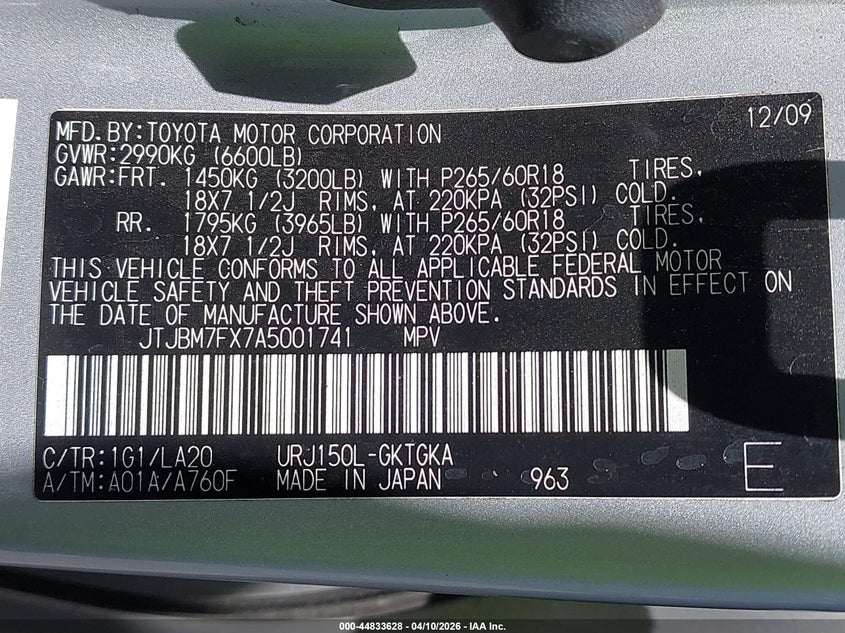 12/09
MFD.BY:TOYOTA MOTOR CORPORATION
GVWR:2990KG (6600LB)
GAWR:FRT. 1450KG (3200LB) WITH P265/60R18 TIRES,
18X7 1/2J RIMS, AT 220KPA (32PSI) COLD.
RR. 1795KG (3965LB) WITH P265/60R18 TIRES,
18X7 1/2J RIMS, AT 220KPA (32PSI) COLD.
THIS VEHICLE CONFORMS TO ALL APPLICABLE FEDERAL MOTOR
VEHICLE SAFETY AND THEFT PREVENTION STANDARDS IN EFFECT ON
THE DATE OF MANUFACTURE SHOWN ABOVE.
JTJBM7FX7A5001741 MPV
C/TR:1G1/LA20 URJ150L-GKTGKA
A/TM:A01A/A760F MADE IN JAPAN 963 E
000-44833628 - 04/10/2026 - IAA Inc.